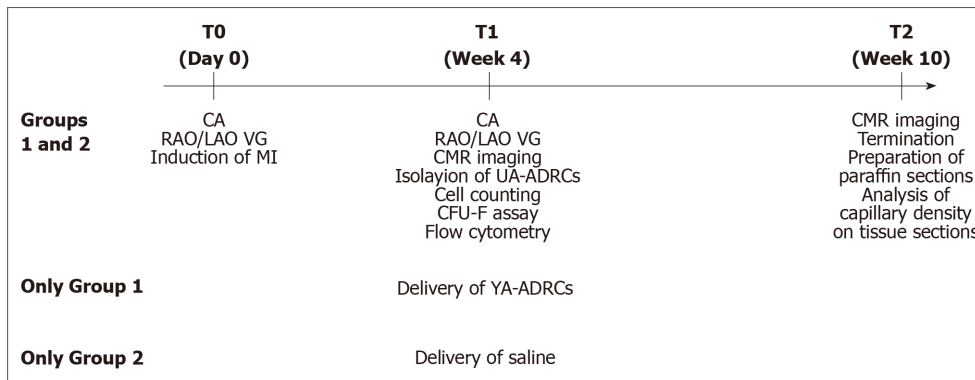 T0
(Day 0)
T1
(Week 4)
T2
(Week 10)
Groups
1 and 2
CA
RAO/LAO VG
Induction of MI
CA
RAO/LAO VG
CMR imaging
Isolayion of UA-ADRCs
Cell counting
CFU-F assay
Flow cytometry
CMR imaging
Termination
Preparation of
paraffin sections
Analysis of
capillary density
on tissue sections
Only Group 1
Delivery of YA-ADRCs
Only Group 2
Delivery of saline